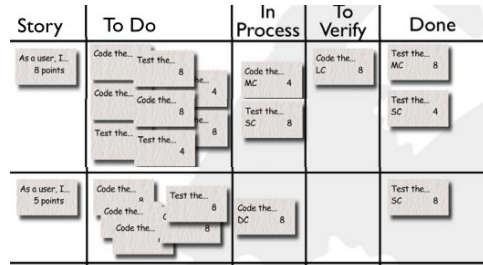 Story
To Do
In
Process
To
Verify
Done
As a user, I...
8 points
Code the...
Test the...
8
4
Code the...
Code the...
8
8
Test the...
Test the...
4
Code the...
MC 4
Test the...
SC 8
Code the...
LC 8
Test the...
MC 8
Test the...
SC 4
As a user, I...
5 points
Code the...
8
Test the...
8
Code the...
Code the...
8
Code the...
DC 8
Test the...
SC 8